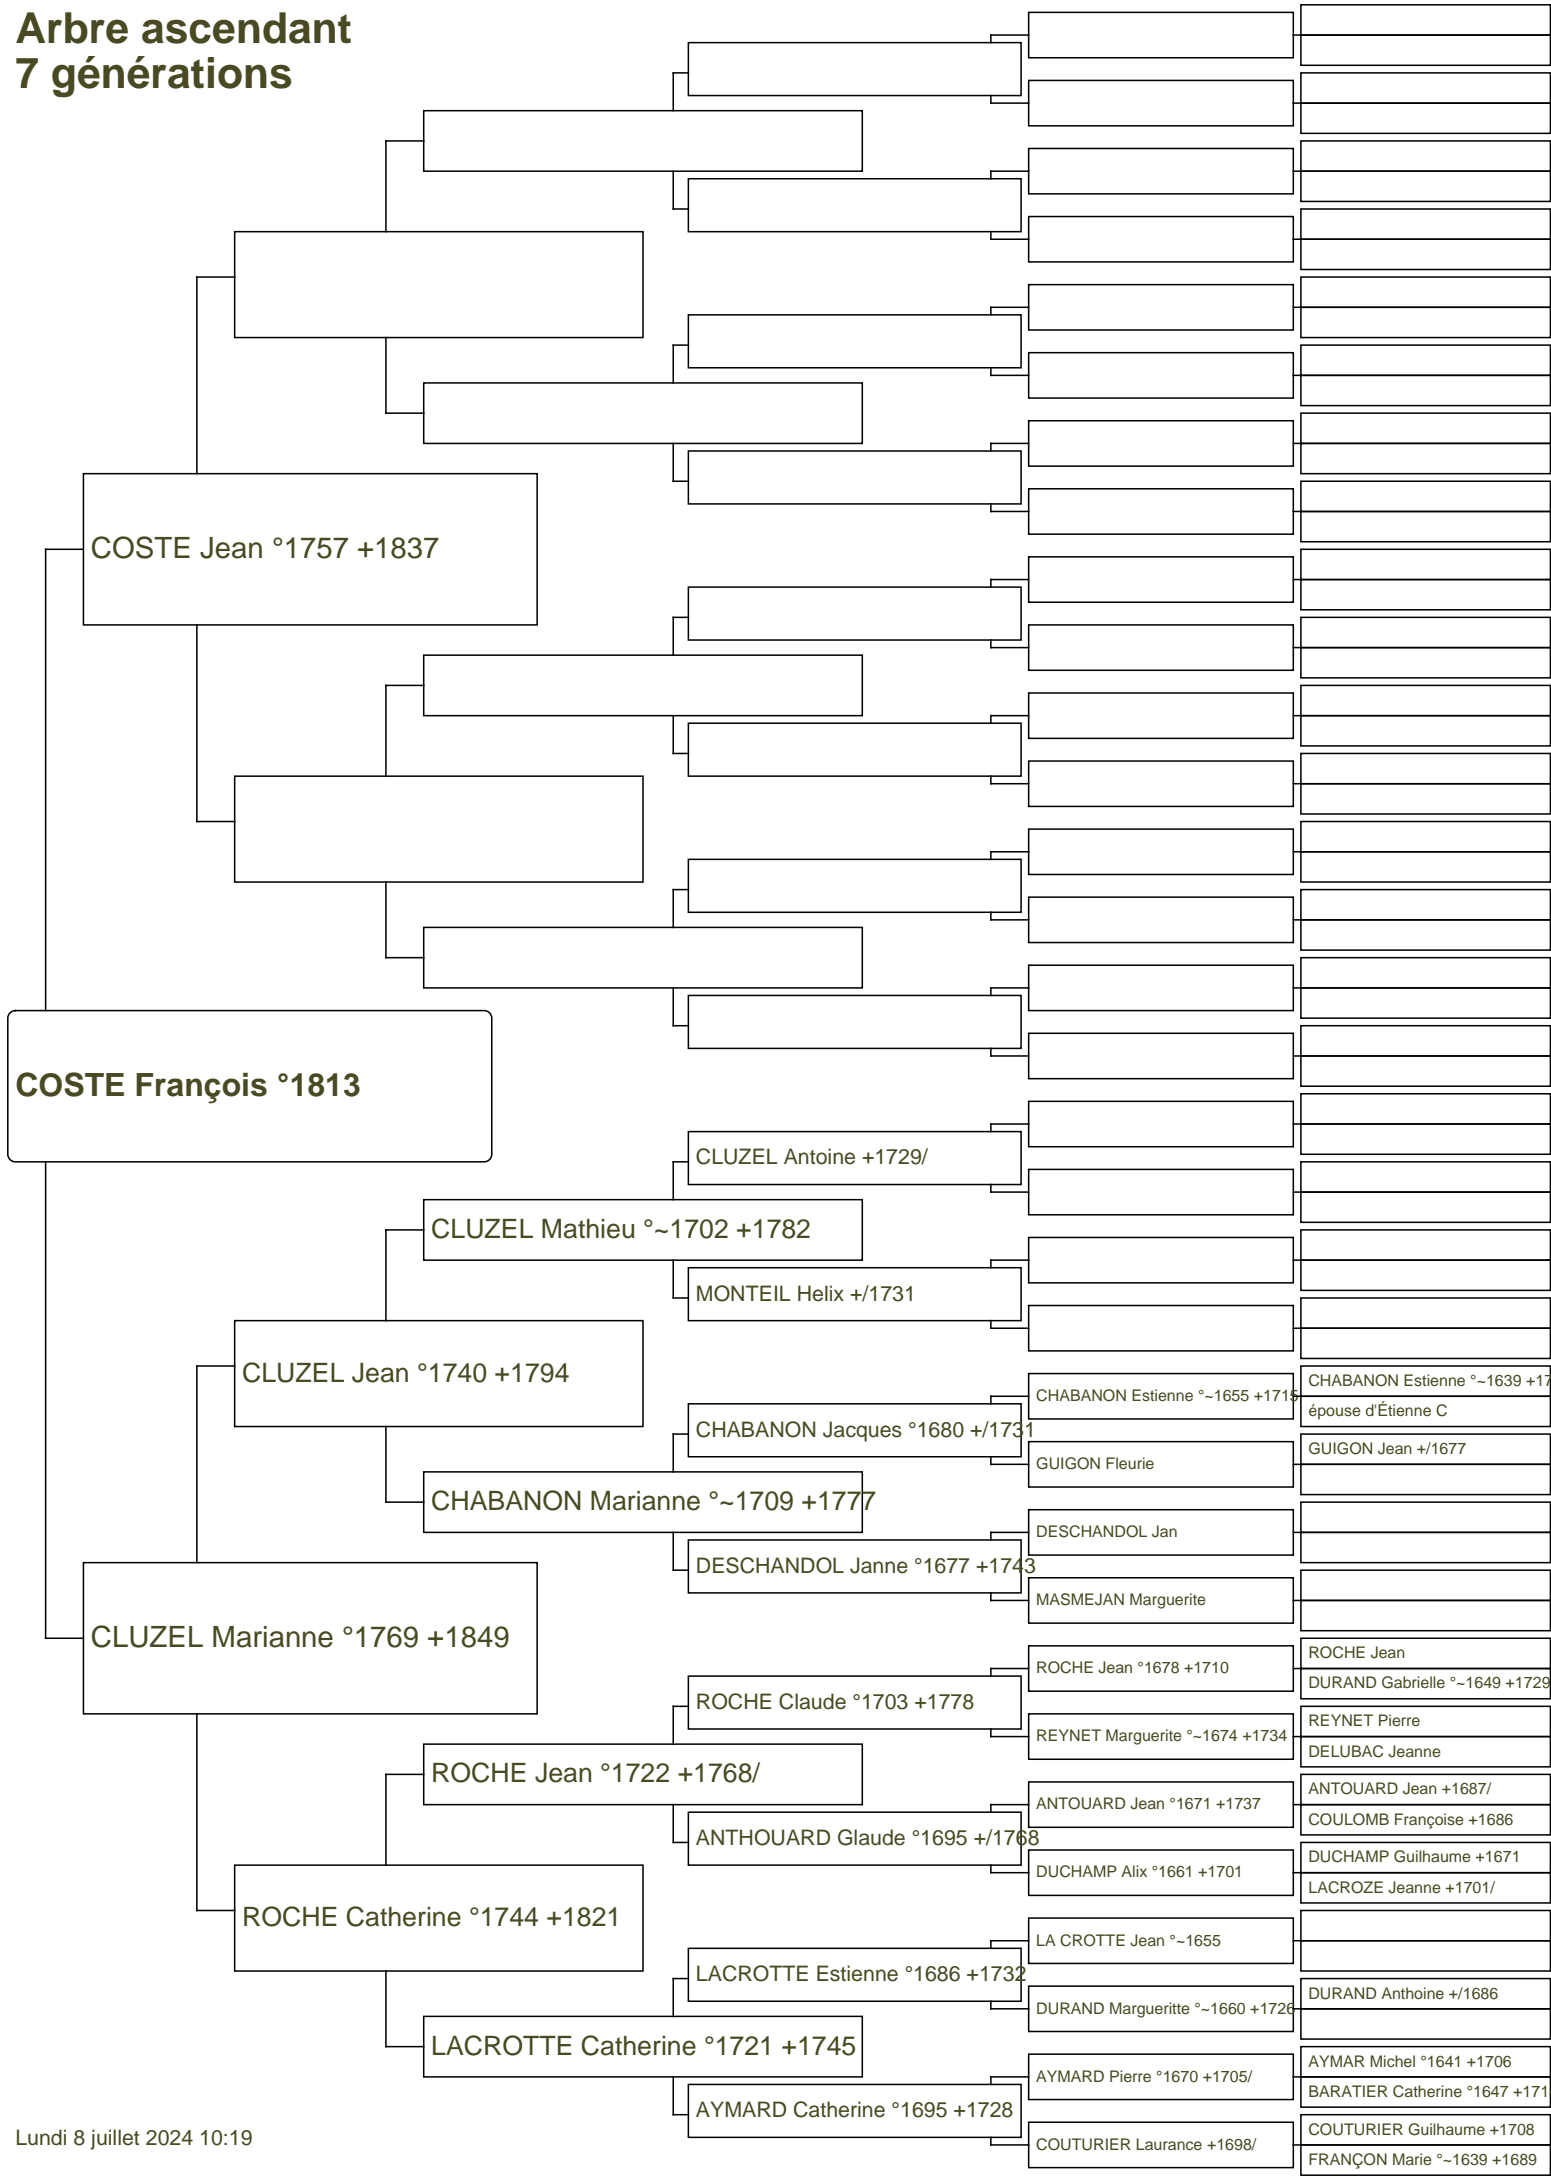 Arbre ascendant
7 générations
COSTE Jean °1757 +1837
COSTE François °1813
CLUZEL Antoine +1729/
CLUZEL Mathieu °~1702 +1782
MONTEIL Helix +/1731
CLUZEL Jean °1740 +1794
CHABANON Estienne °~1639 +17
CHABANON Estienne °~1655 +1715
épouse d'Étienne C
CHABANON Jacques °1680 +/1731
GUIGON Jean +/1677
GUIGON Fleurie
CHABANON Marianne °~1709 +1777
DESCHANDOL Jan
DESCHANDOL Janne °1677 +1743
MASMEJAN Marguerite
CLUZEL Marianne °1769 +1849
ROCHE Jean
ROCHE Jean °1678 +1710
DURAND Gabrielle °~1649 +1729
ROCHE Claude °1703 +1778
REYNET Pierre
REYNET Marguerite °~1674 +1734
DELUBAC Jeanne
ROCHE Jean °1722 +1768/
ANTOUARD Jean +1687/
ANTOUARD Jean °1671 +1737
COULOMB Françoise +1686
ANTHOUARD Glaude °1695 +/1768
DUCHAMP Guilhaume +1671
DUCHAMP Alix °1661 +1701
LACROZE Jeanne +1701/
ROCHE Catherine °1744 +1821
LA CROTTE Jean °~1655
LACROTTE Estienne °1686 +1732
DURAND Anthoine +/1686
DURAND Margueritte °~1660 +1726
LACROTTE Catherine °1721 +1745
AYMAR Michel °1641 +1706
AYMARD Pierre °1670 +1705/
BARATIER Catherine °1647 +171
AYMARD Catherine °1695 +1728
COUTURIER Guilhaume +1708
COUTURIER Laurance +1698/
FRANÇON Marie °~1639 +1689
Lundi 8 juillet 2024 10:19